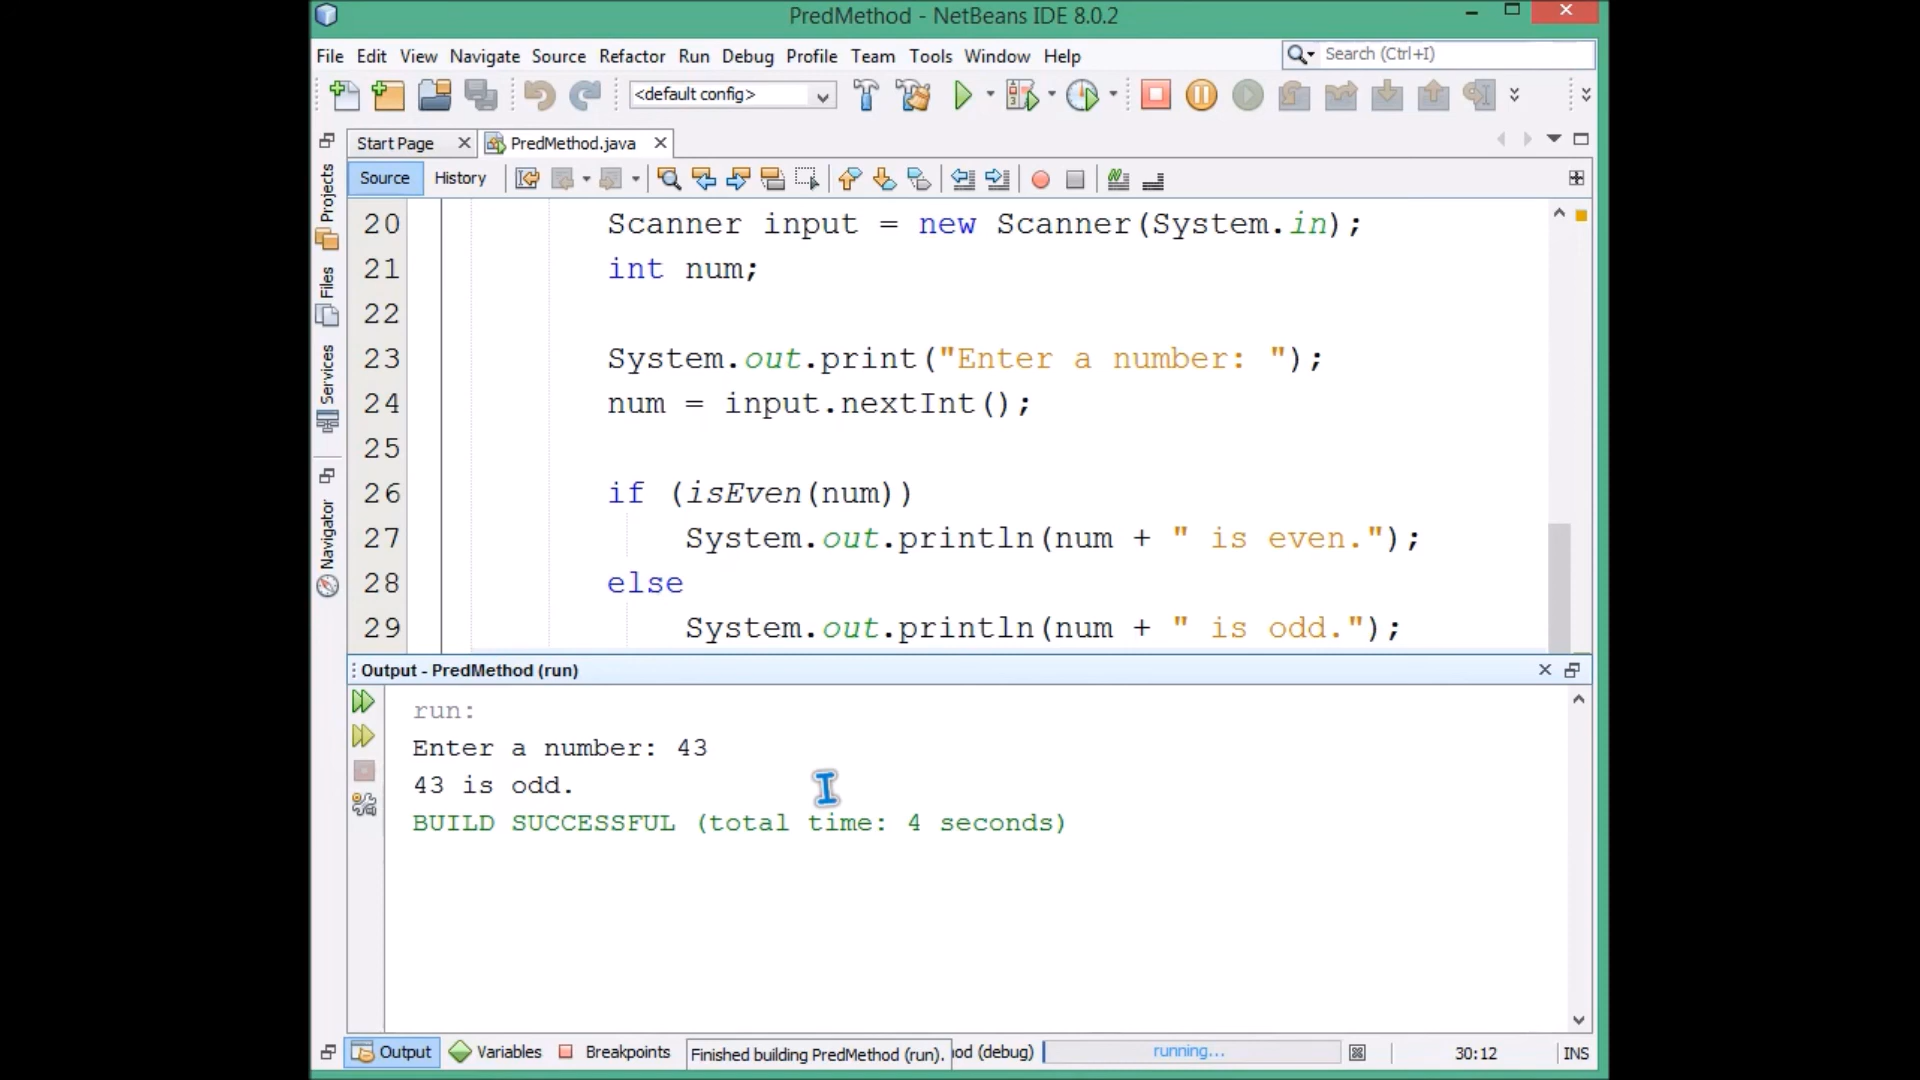 PredMethod - NetBeans IDE 8.0.2
File Edit View Navigate Source Refactor Run Debug Profile Team Tools Window Help
Search (Ctrl+I)
<default config>
Start Page
PredMethod.java
Source History
Projects
Files
Services
Navigator
20 Scanner input = new Scanner(System.in);
21 int num;
22
23 System.out.print("Enter a number: ");
24 num = input.nextInt();
25
26 if (isEven(num))
27 System.out.println(num + " is even.");
28 else
29 System.out.println(num + " is odd.");
Output - PredMethod (run)
run:
Enter a number: 43
43 is odd.
BUILD SUCCESSFUL (total time: 4 seconds)
Output Variables Breakpoints Finished building PredMethod (run). od (debug) running... 30:12 INS